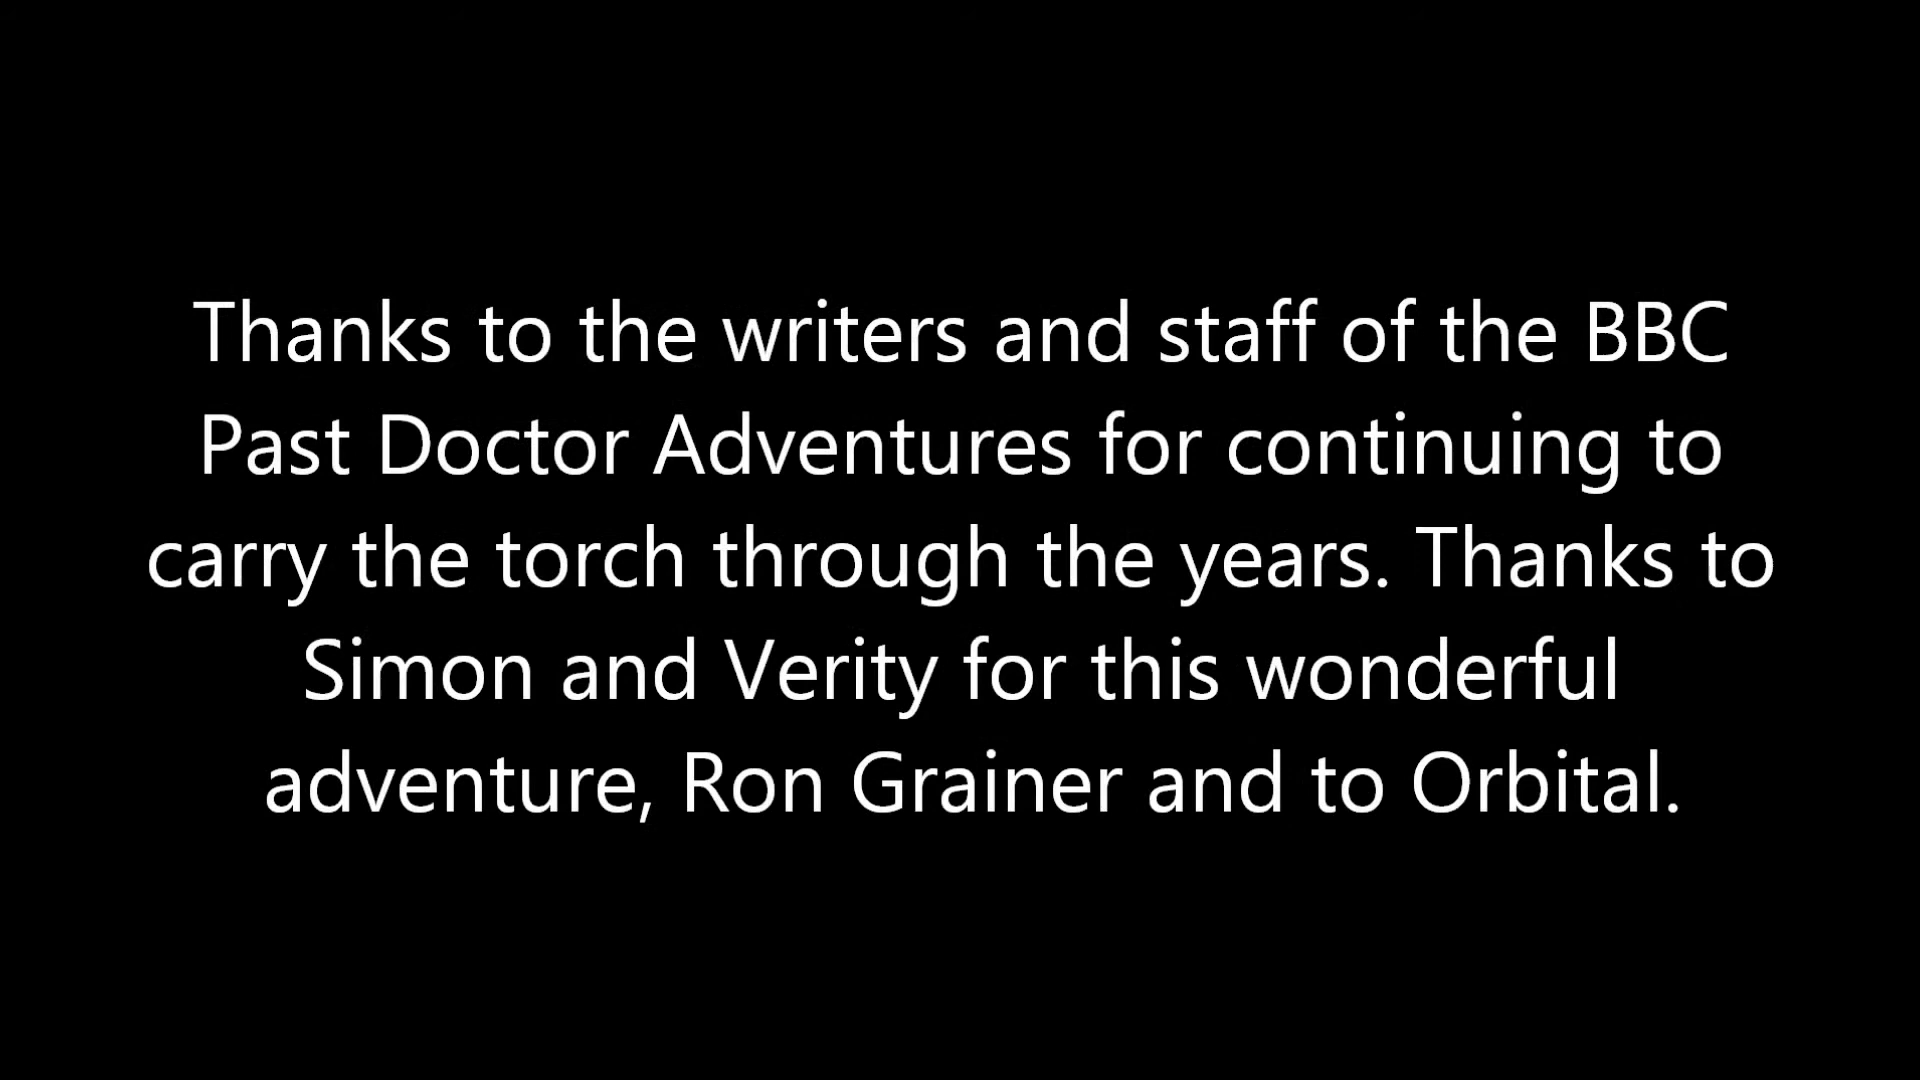 Thanks to the writers and staff of the BBC
Past Doctor Adventures for continuing to
carry the torch through the years. Thanks to
Simon and Verity for this wonderful
adventure, Ron Grainer and to Orbital.